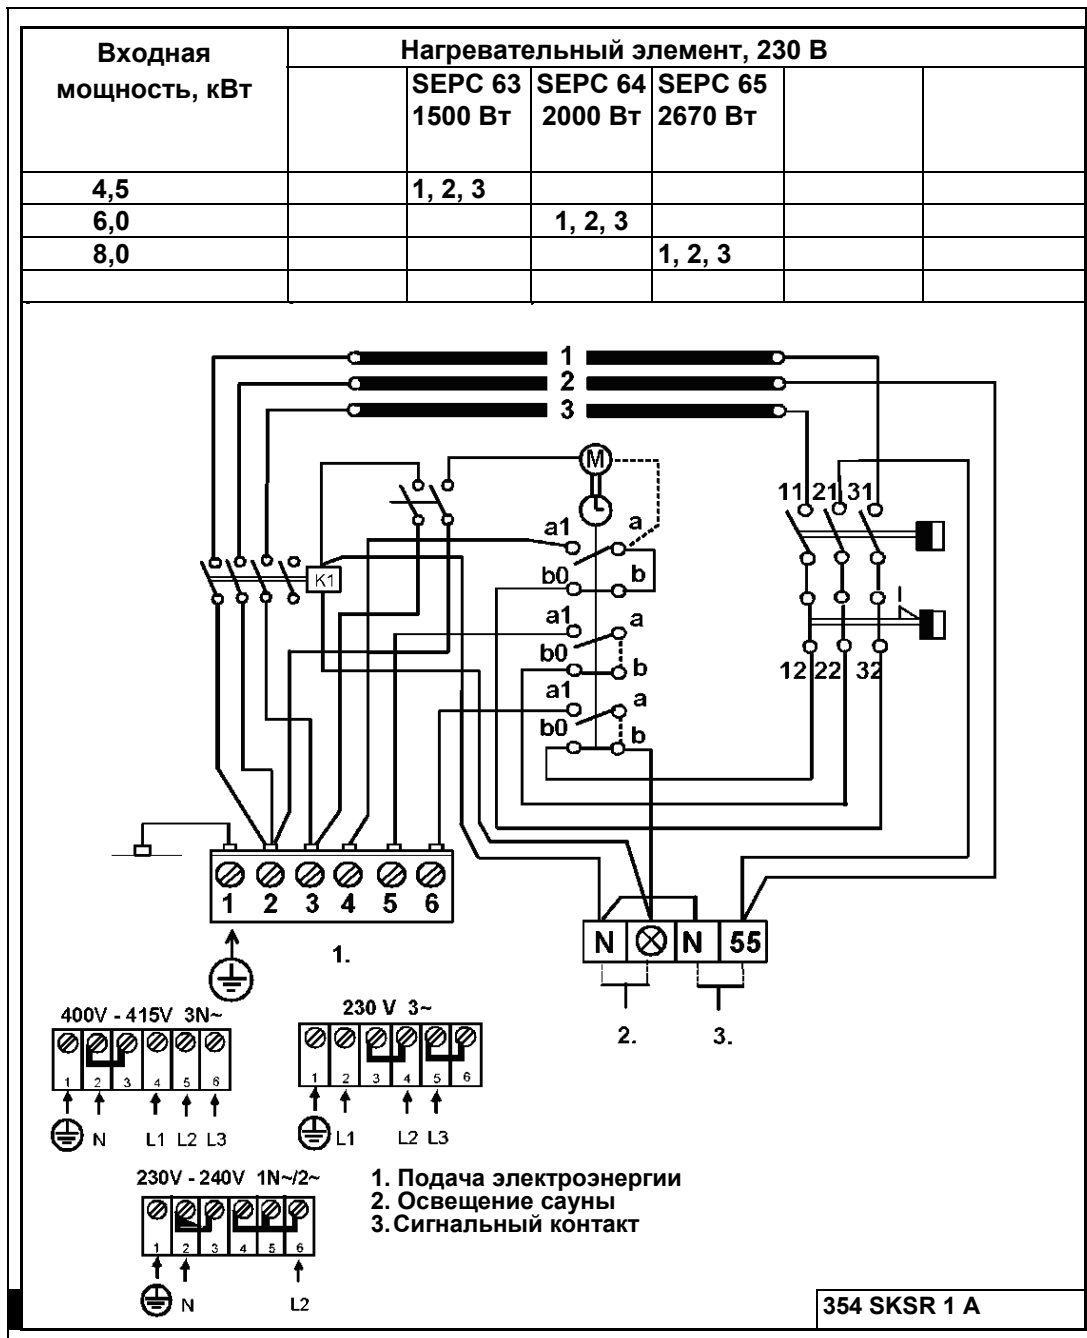 Входная Нагревательный элемент, 230 В
мощность, кВт SEPC 63 SEPC 64 SEPC 65
1500 Вт 2000 Вт 2670 Вт
4,5 1, 2, 3
6,0 1, 2, 3
8,0 1, 2, 3
1
2
3
M
11 21 31
a1 a
K1
b0 b
a1 a
b0 b
12 22 32
a1 a
b0 b
1 2 3 4 5 6
N N 55
1.
2. 3.
400V - 415V 3N~
1 2 3 4 5 6
N L1 L2 L3
230 V 3~
1 2 3 4 5 6
L1 L2 L3
230V - 240V 1N~/2~
1 2 3 4 5 6
N L2
1. Подача электроэнергии
2. Освещение сауны
3. Сигнальный контакт
354 SKSR 1 A